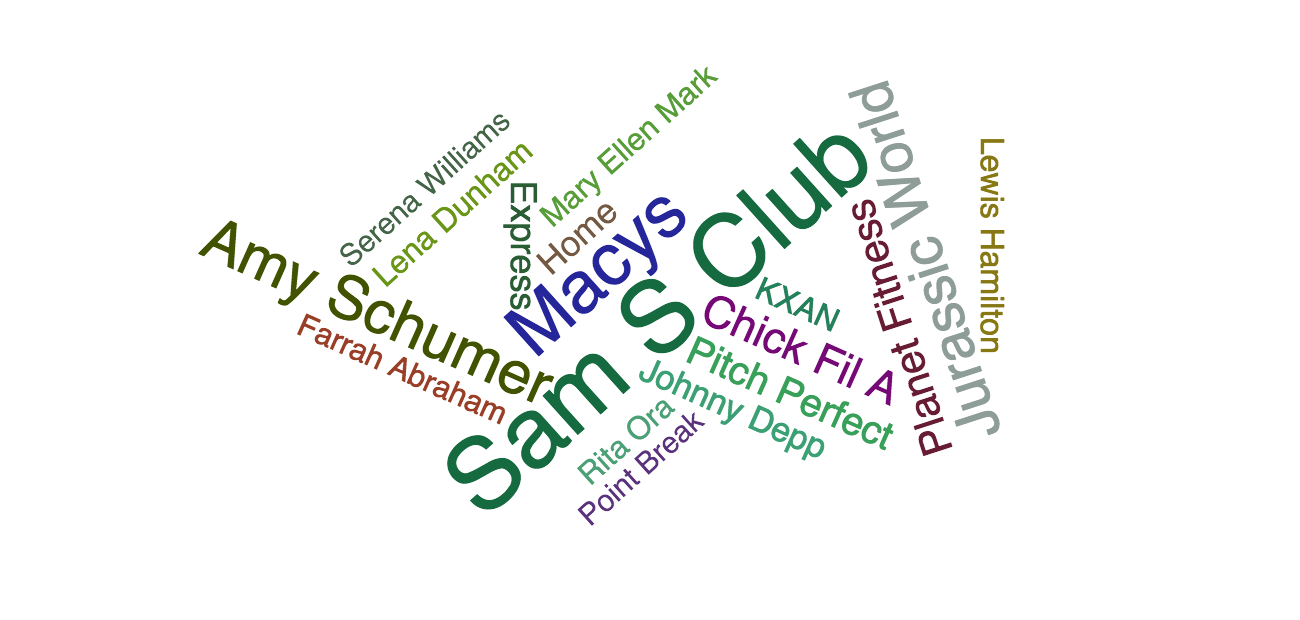 Mary Ellen Mark
Serena Williams
Lena Dunham
Express
Home
Macys
Sam S Club
Jurassic World
Lewis Hamilton
Planet Fitness
Amy Schumer
Farrah Abraham
KXAN
Chick Fil A
Pitch Perfect
Johnny Depp
Rita Ora
Point Break